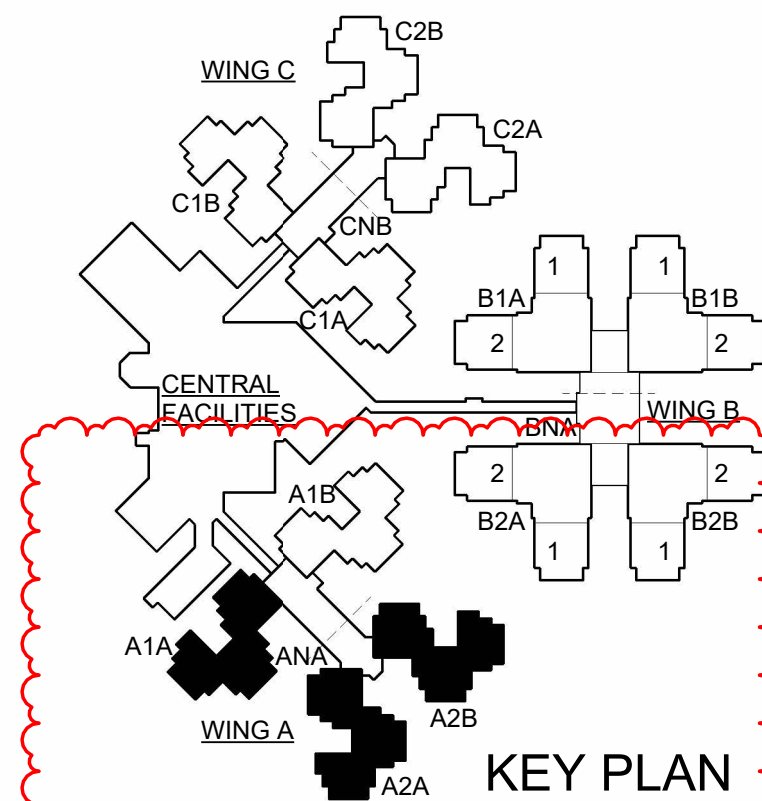 C2B
WING C
C2A
C1B
CNB
C1A
1
1
B1A
B1B
2
2
CENTRAL
FACILITIES
WING B
BNA
A1B
2
2
B2A
B2B
1
1
A1A
ANA
A2B
WING A
A2A
KEY PLAN